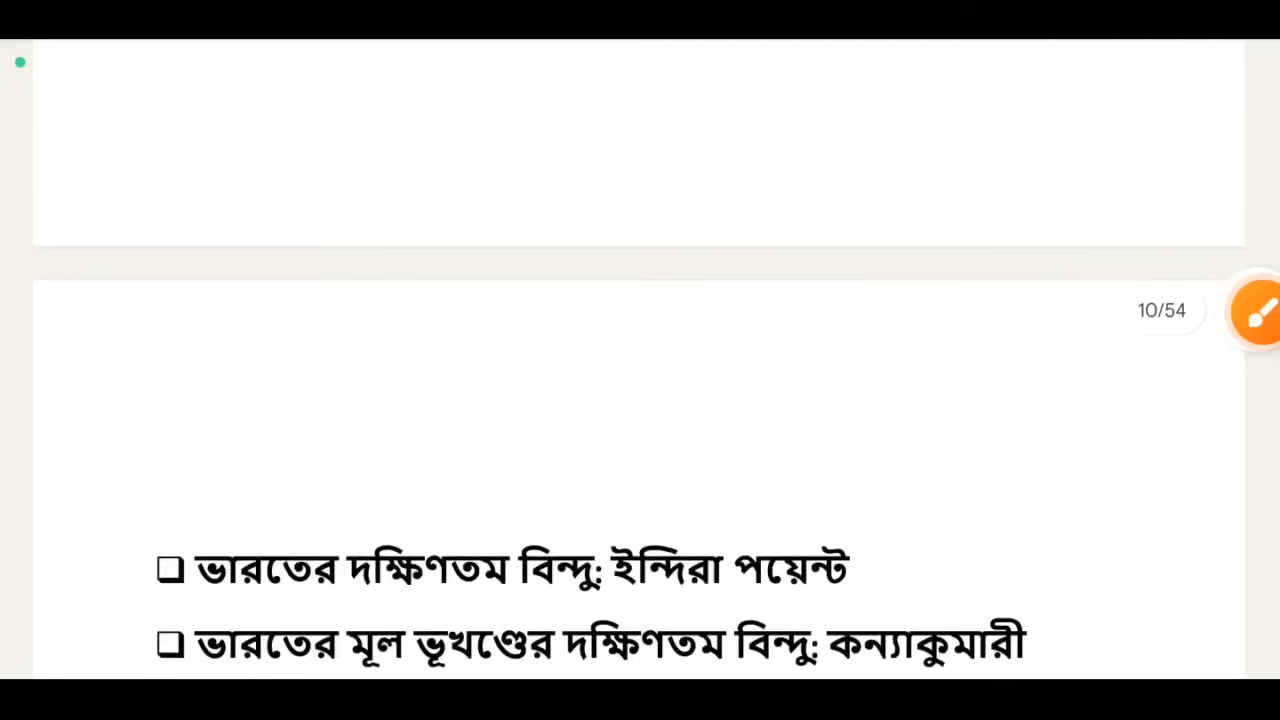 10/54
❑ ভারতের দক্ষিণতম বিন্দু: ইন্দিরা পয়েন্ট
❑ ভারতের মূল ভূখণ্ডের দক্ষিণতম বিন্দু: কন্যাকুমারী